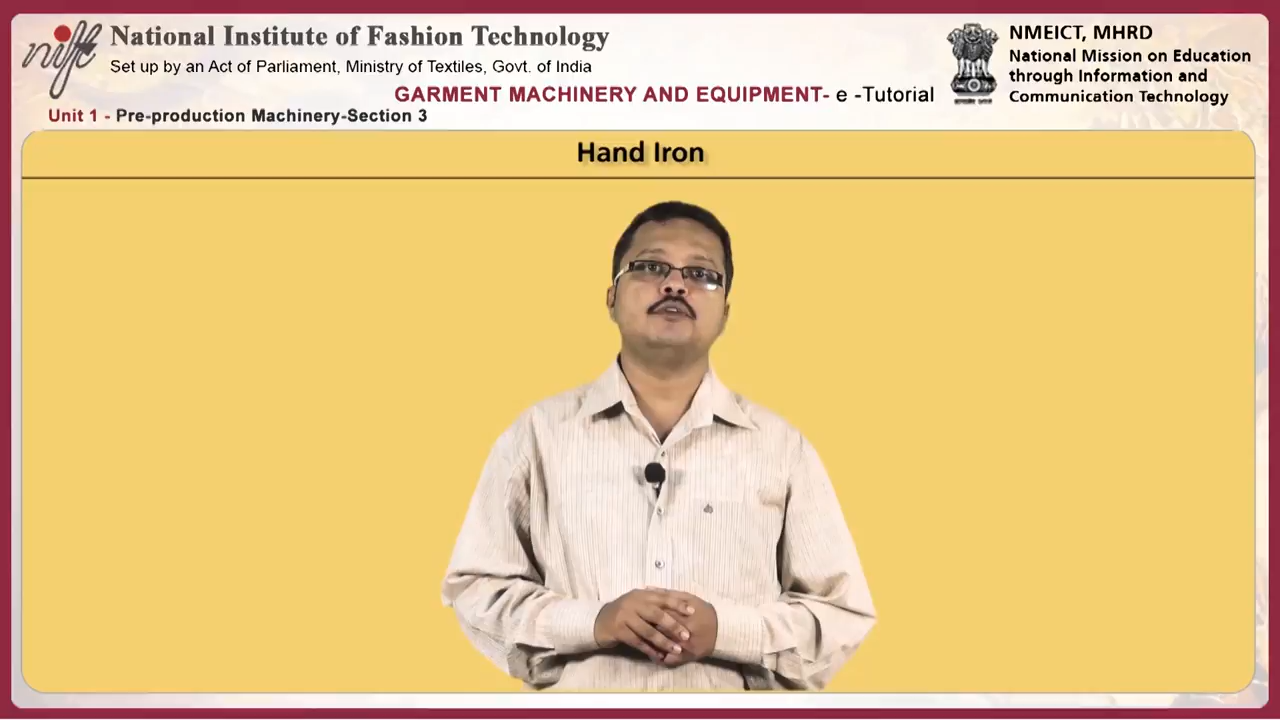 nift
National Institute of Fashion Technology
Set up by an Act of Parliament, Ministry of Textiles, Govt. of India
GARMENT MACHINERY AND EQUIPMENT- e -Tutorial
Unit 1 - Pre-production Machinery-Section 3
NMEICT, MHRD
National Mission on Education
through Information and
Communication Technology
Hand Iron